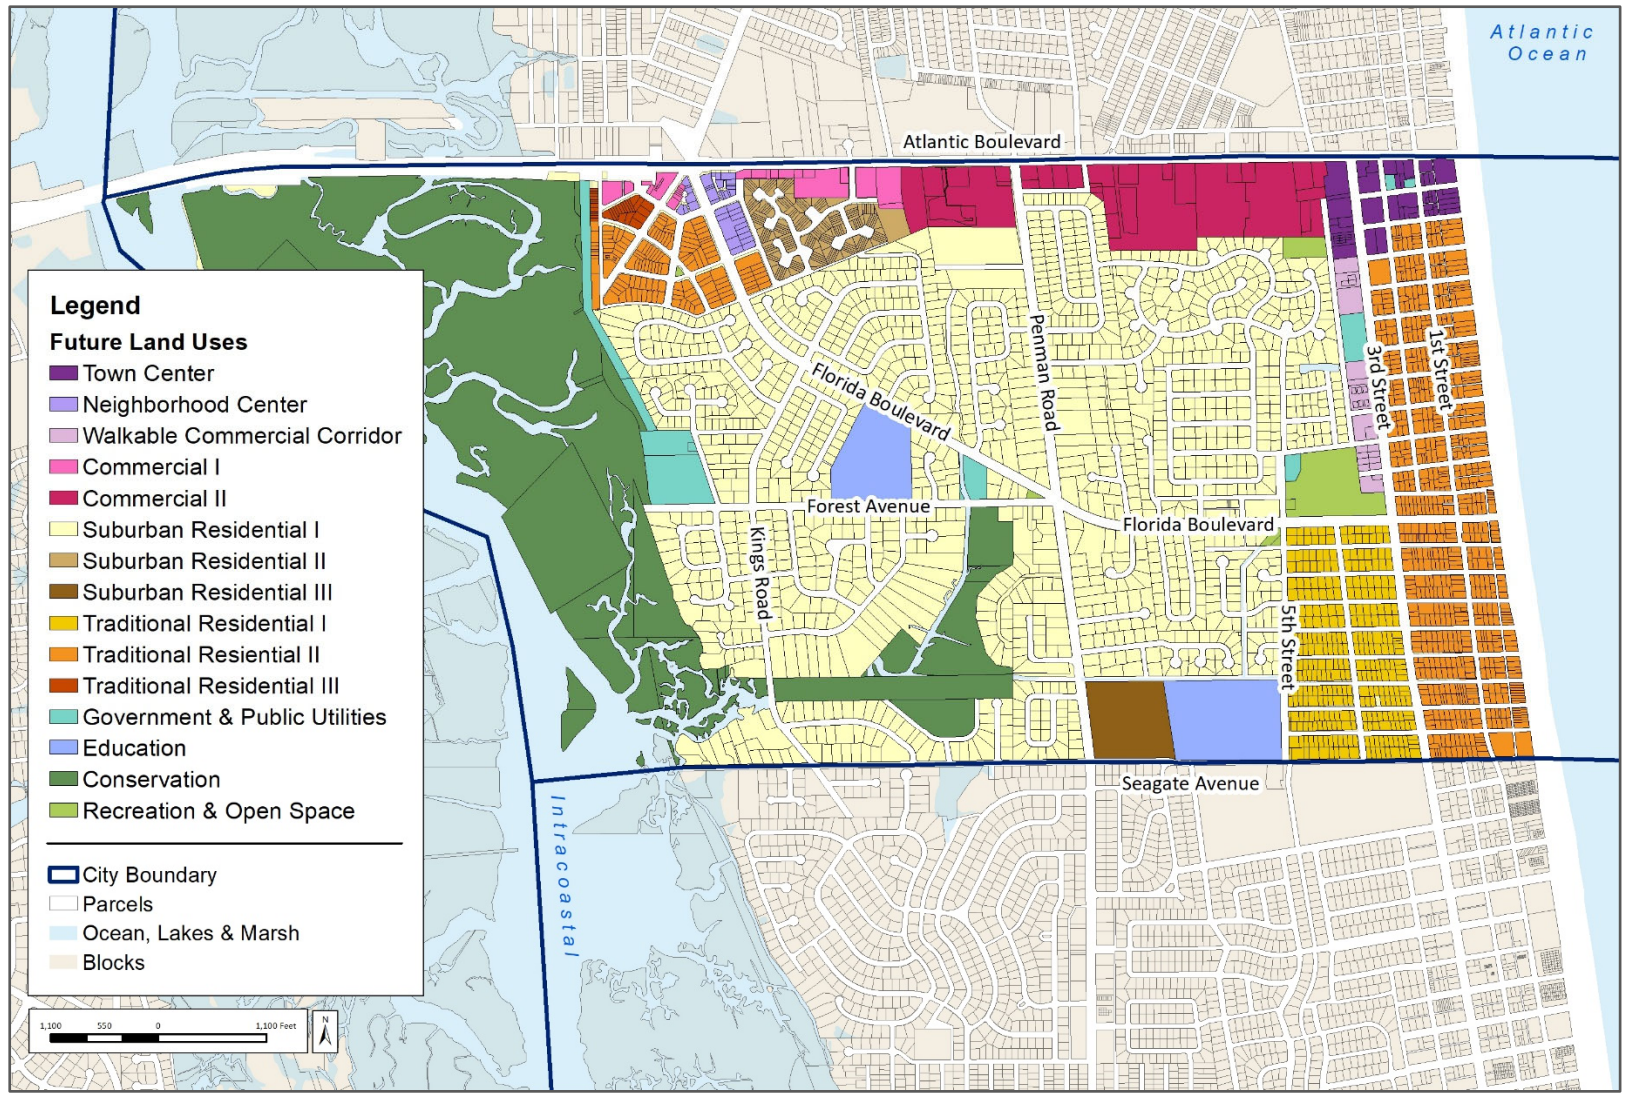 Atlantic
Ocean
Atlantic Boulevard
Penman Road
Florida Boulevard
3rd Street
1st Street
Forest Avenue
Florida Boulevard
Kings Road
5th Street
Seagate Avenue
Intracoastal
Legend
Future Land Uses
Town Center
Neighborhood Center
Walkable Commercial Corridor
Commercial I
Commercial II
Suburban Residential I
Suburban Residential II
Suburban Residential III
Traditional Residential I
Traditional Resiential II
Traditional Residential III
Government & Public Utilities
Education
Conservation
Recreation & Open Space
City Boundary
Parcels
Ocean, Lakes & Marsh
Blocks
1,100 550 0 1,100 Feet
N